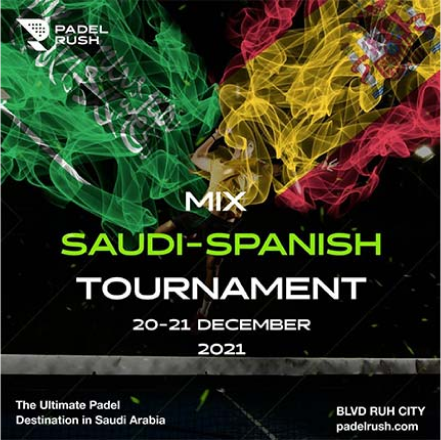 PADEL
RUSH
MIX
SAUDI-SPANISH
TOURNAMENT
20-21 DECEMBER
2021
The Ultimate Padel
Destination in Saudi Arabia
BLVD RUH CITY
padelrush.com